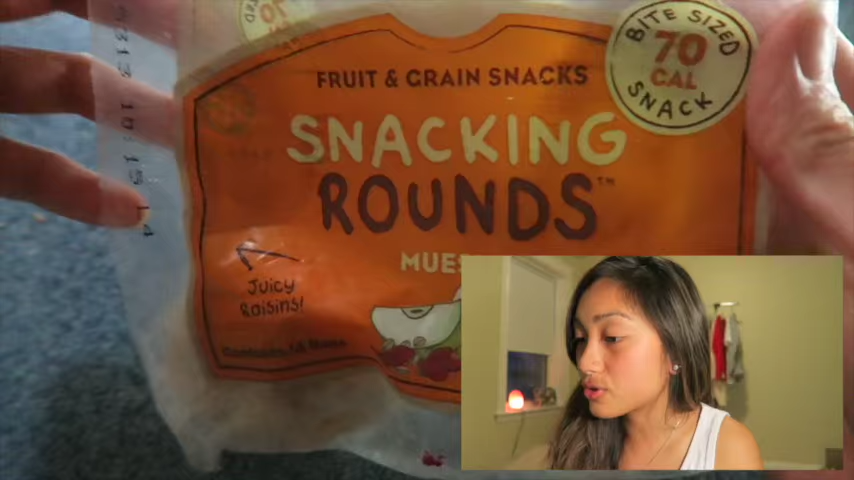 BITE SIZED
70
CAL
SNACK
FRUIT & GRAIN SNACKS
SNACKING
ROUNDS™
MUES
Juicy
Raisins!